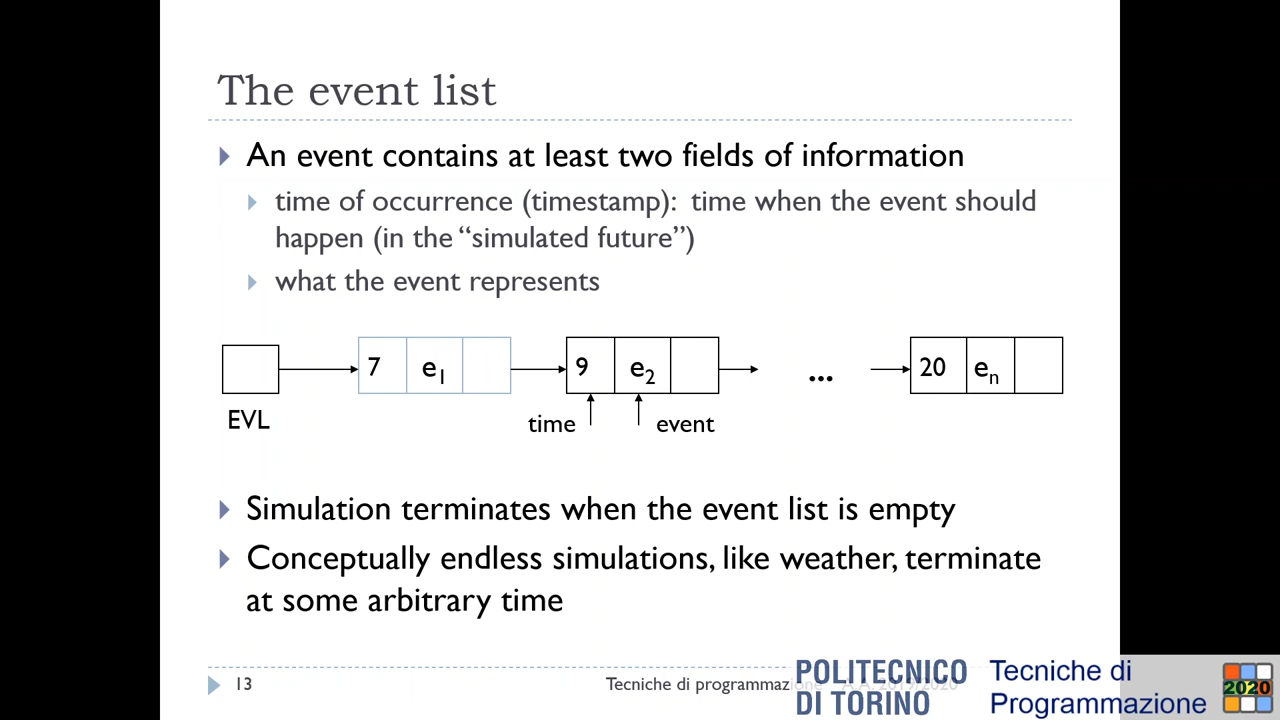 The event list
An event contains at least two fields of information
time of occurrence (timestamp): time when the event should
happen (in the “simulated future”)
what the event represents
7 e1 9 e2 ... 20 en
EVL
time event
Simulation terminates when the event list is empty
Conceptually endless simulations, like weather, terminate
at some arbitrary time
13
Tecniche di programmazione A.A. 2019/2020
POLITECNICO
DI TORINO
Tecniche di
Programmazione
2020